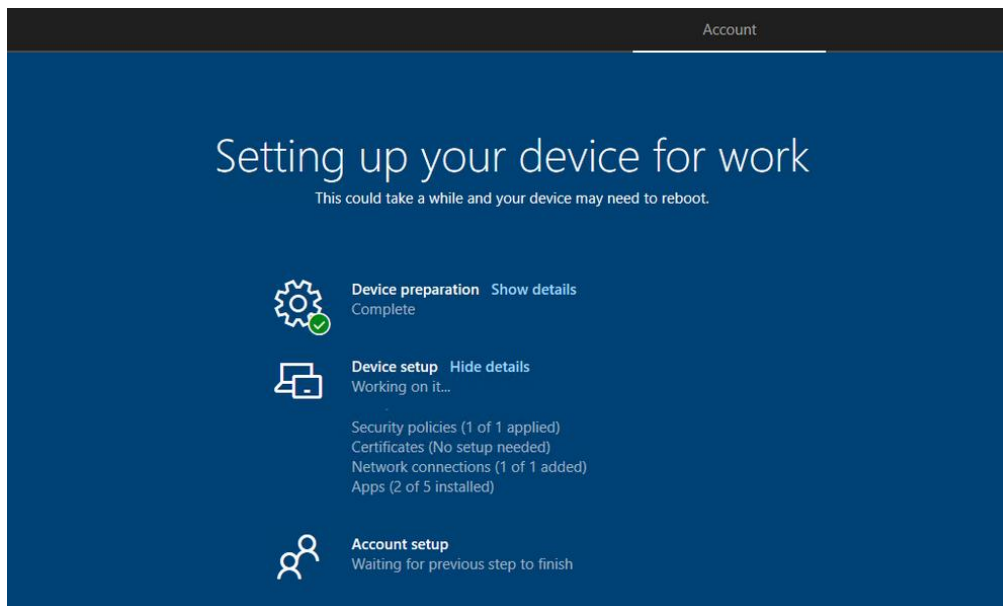 Account
Setting up your device for work
This could take a while and your device may need to reboot.
Device preparation Show details
Complete
Device setup Hide details
Working on it...
Security policies (1 of 1 applied)
Certificates (No setup needed)
Network connections (1 of 1 added)
Apps (2 of 5 installed)
Account setup
Waiting for previous step to finish